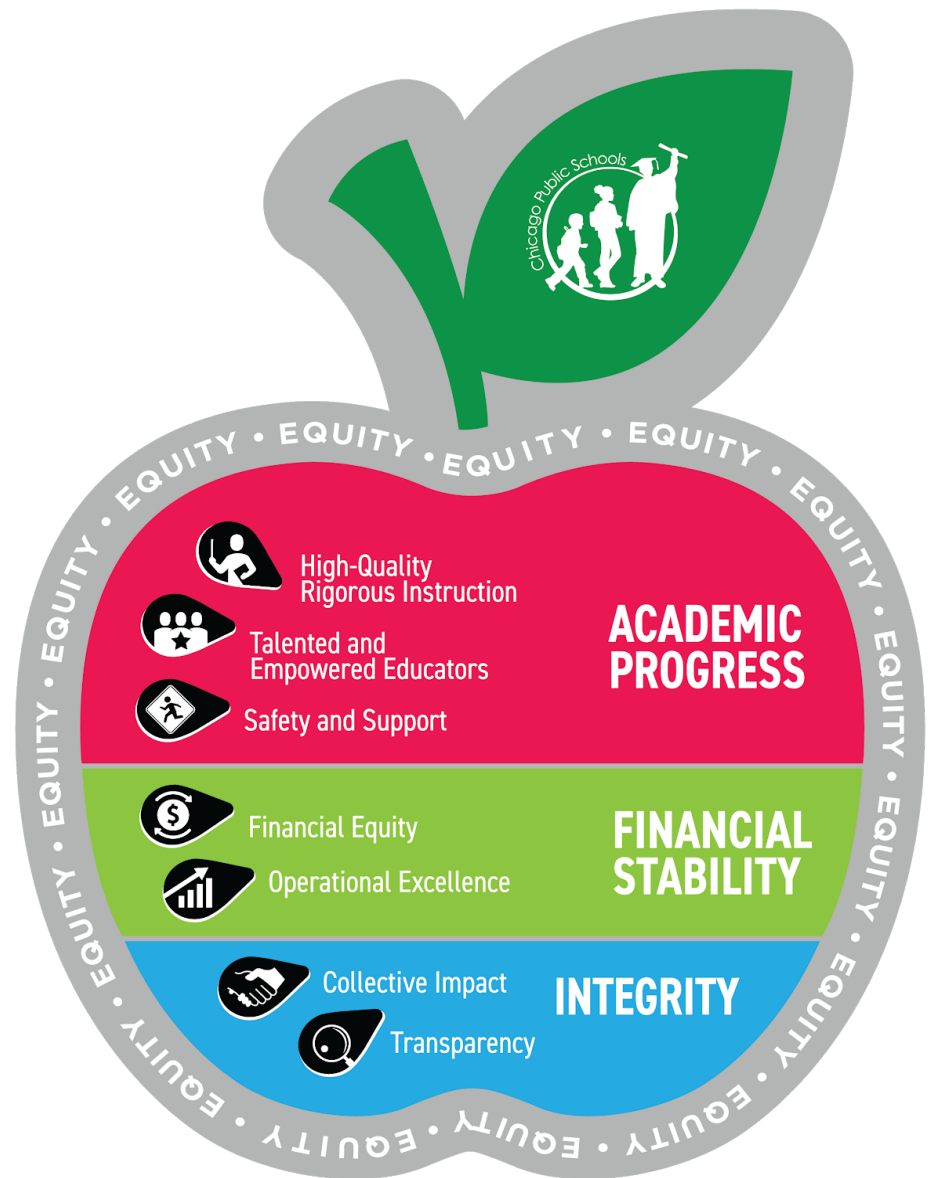 Chicago Public Schools
EQUITY • EQUITY • EQUITY • EQUITY • EQUITY • EQUITY • EQUITY • EQUITY • EQUITY • EQUITY • EQUITY • EQUITY • EQUITY • EQUITY • EQUITY •
High-Quality
Rigorous Instruction
Talented and
Empowered Educators
Safety and Support
ACADEMIC
PROGRESS
$
Financial Equity
Operational Excellence
FINANCIAL
STABILITY
Collective Impact
Transparency
INTEGRITY